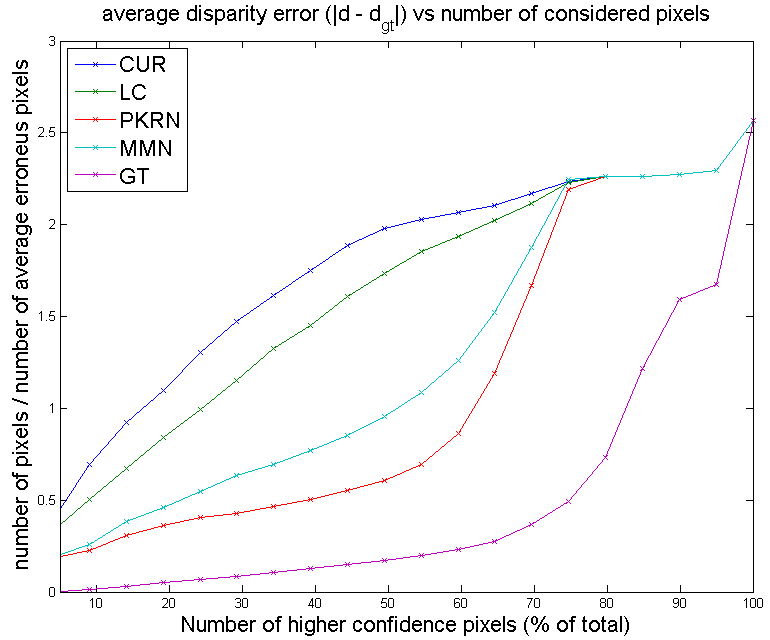 average disparity error (|d - d_gt|) vs number of considered pixels
number of pixels / number of average erroneus pixels
3
2.5
2
1.5
1
0.5
0
CUR
LC
PKRN
MMN
GT
10 20 30 40 50 60 70 80 90 100
Number of higher confidence pixels (% of total)